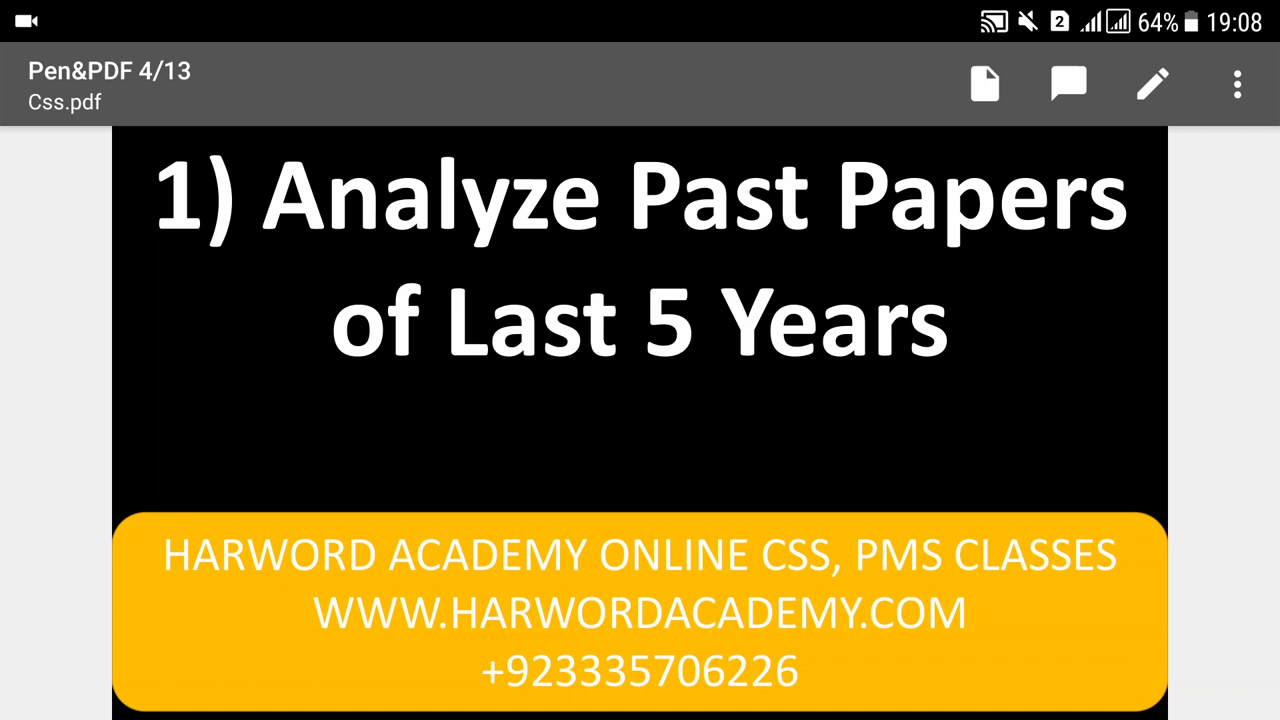 2 64% 19:08
Pen&PDF 4/13
Css.pdf
1) Analyze Past Papers
of Last 5 Years
HARWORD ACADEMY ONLINE CSS, PMS CLASSES
WWW.HARWORDACADEMY.COM
+923335706226